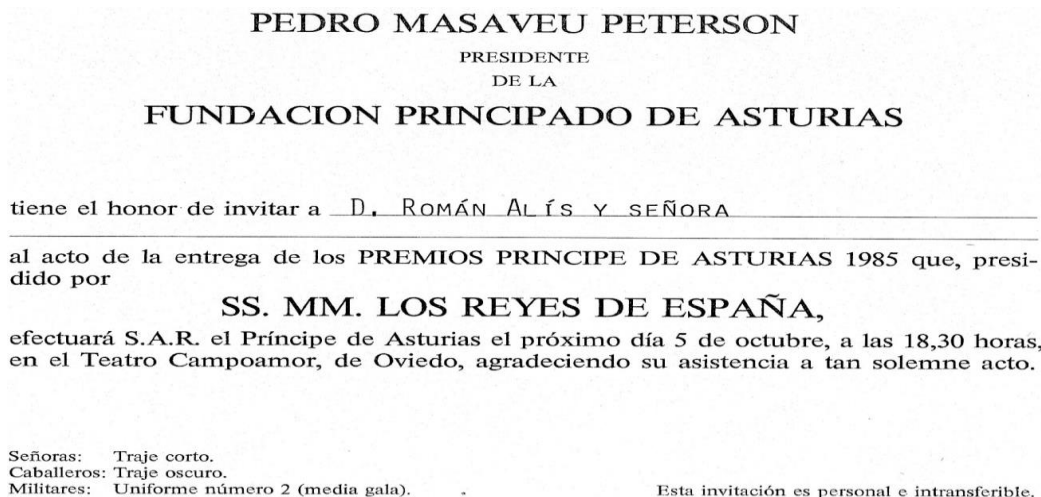 PEDRO MASAVEU PETERSON
PRESIDENTE
DE LA
FUNDACION PRINCIPADO DE ASTURIAS
tiene el honor de invitar a D. ROMÁN ALÍS Y SEÑORA
al acto de la entrega de los PREMIOS PRINCIPE DE ASTURIAS 1985 que, presi-
dido por
SS. MM. LOS REYES DE ESPAÑA,
efectuará S.A.R. el Príncipe de Asturias el próximo día 5 de octubre, a las 18,30 horas,
en el Teatro Campoamor, de Oviedo, agradeciendo su asistencia a tan solemne acto.
Señoras: Traje corto.
Caballeros: Traje oscuro.
Militares: Uniforme número 2 (media gala).
Esta invitación es personal e intransferible.